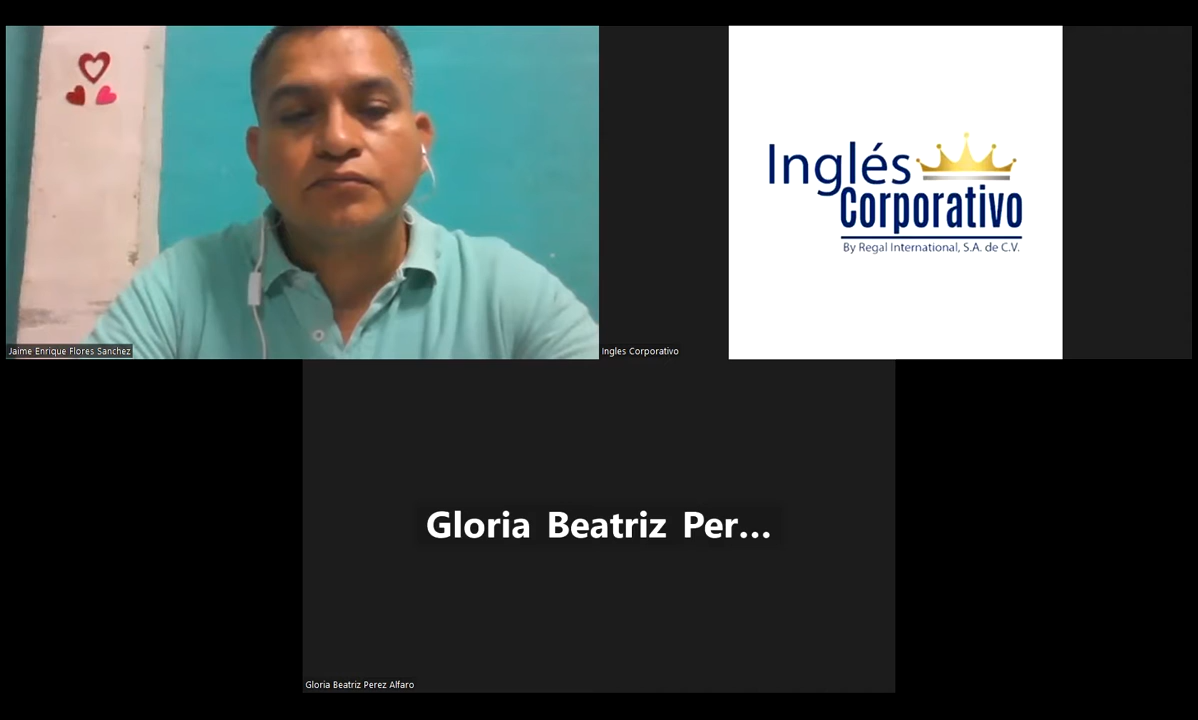 Inglés
Corporativo
By Regal International, S.A. de C.V.
Jaime Enrique Flores Sanchez
Ingles Corporativo
Gloria Beatriz Per...
Gloria Beatriz Perez Alfaro